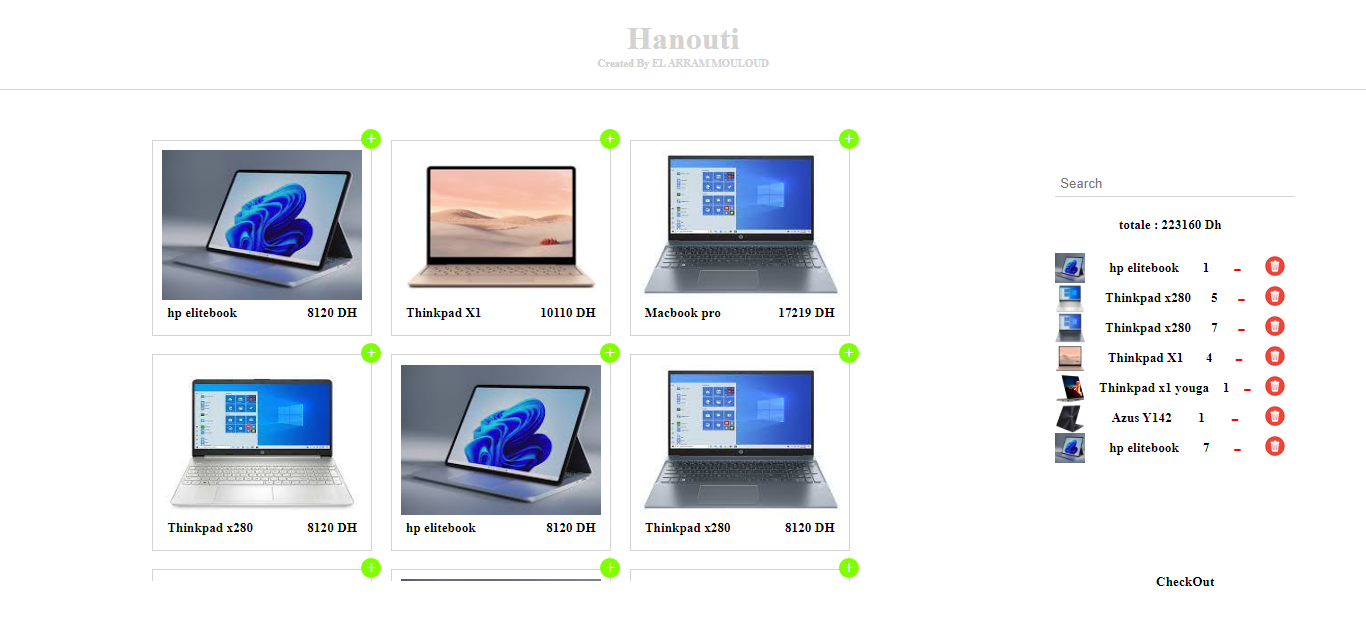 Hanouti
Created By EL ARRAM MOULOUD
hp elitebook 8120 DH
Thinkpad X1 10110 DH
Macbook pro 17219 DH
Thinkpad x280 8120 DH
hp elitebook 8120 DH
Thinkpad x280 8120 DH
Search
totale : 223160 Dh
hp elitebook 1 -
Thinkpad x280 5 -
Thinkpad x280 7 -
Thinkpad X1 4 -
Thinkpad x1 youga 1 -
Azus Y142 1 -
hp elitebook 7 -
CheckOut